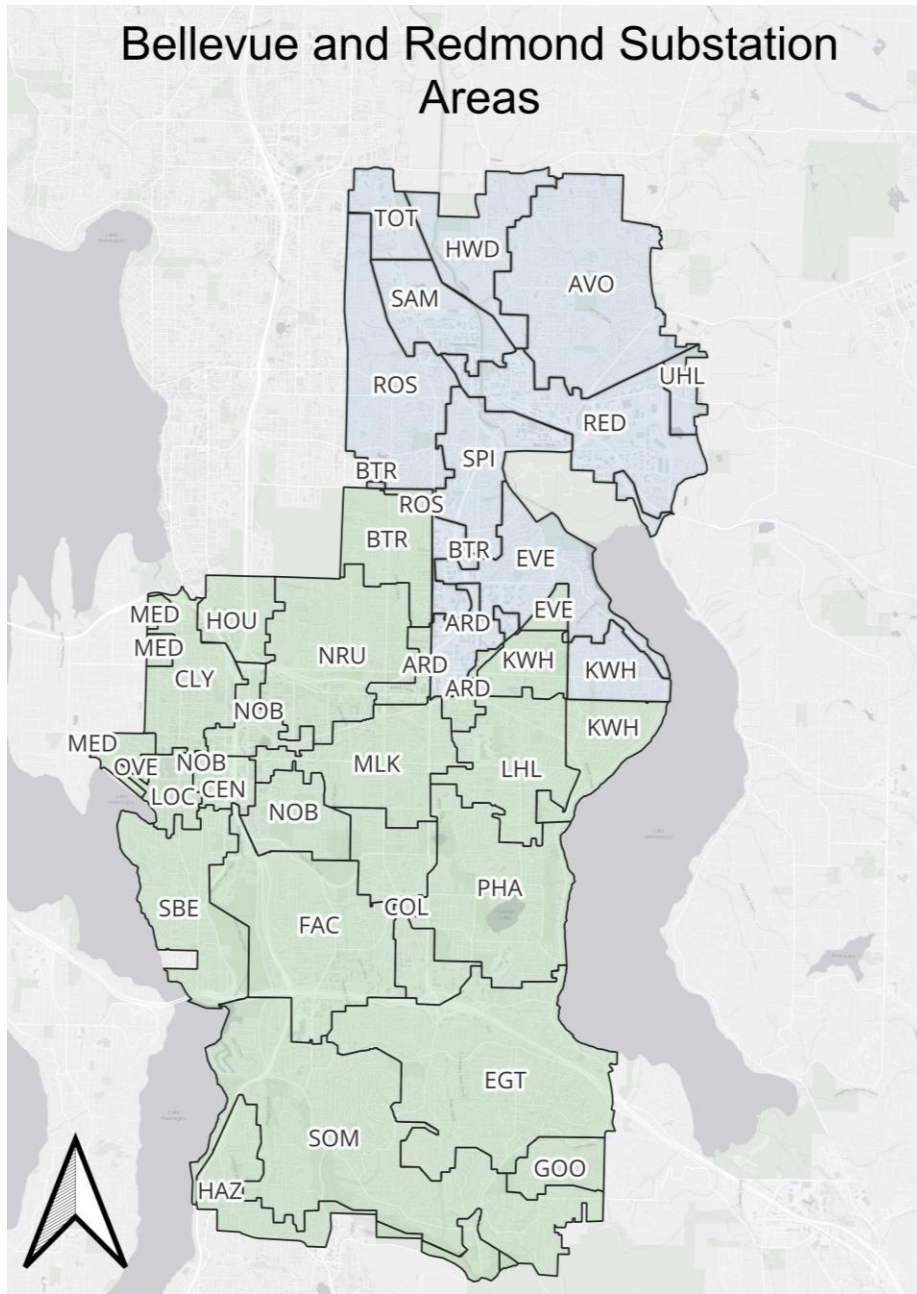 Bellevue and Redmond Substation
Areas
TOT
HWD
AVO
SAM
UHL
ROS
RED
SPI
BTR
ROS
BTR
BTR
EVE
EVE
MED
HOU
ARD
MED
NRU
ARD
KWH
KWH
CLY
ARD
NOB
KWH
MED
OVE
NOB
MLK
LHL
CEN
LOC
NOB
PHA
SBE
COL
FAC
EGT
SOM
GOO
HAZ